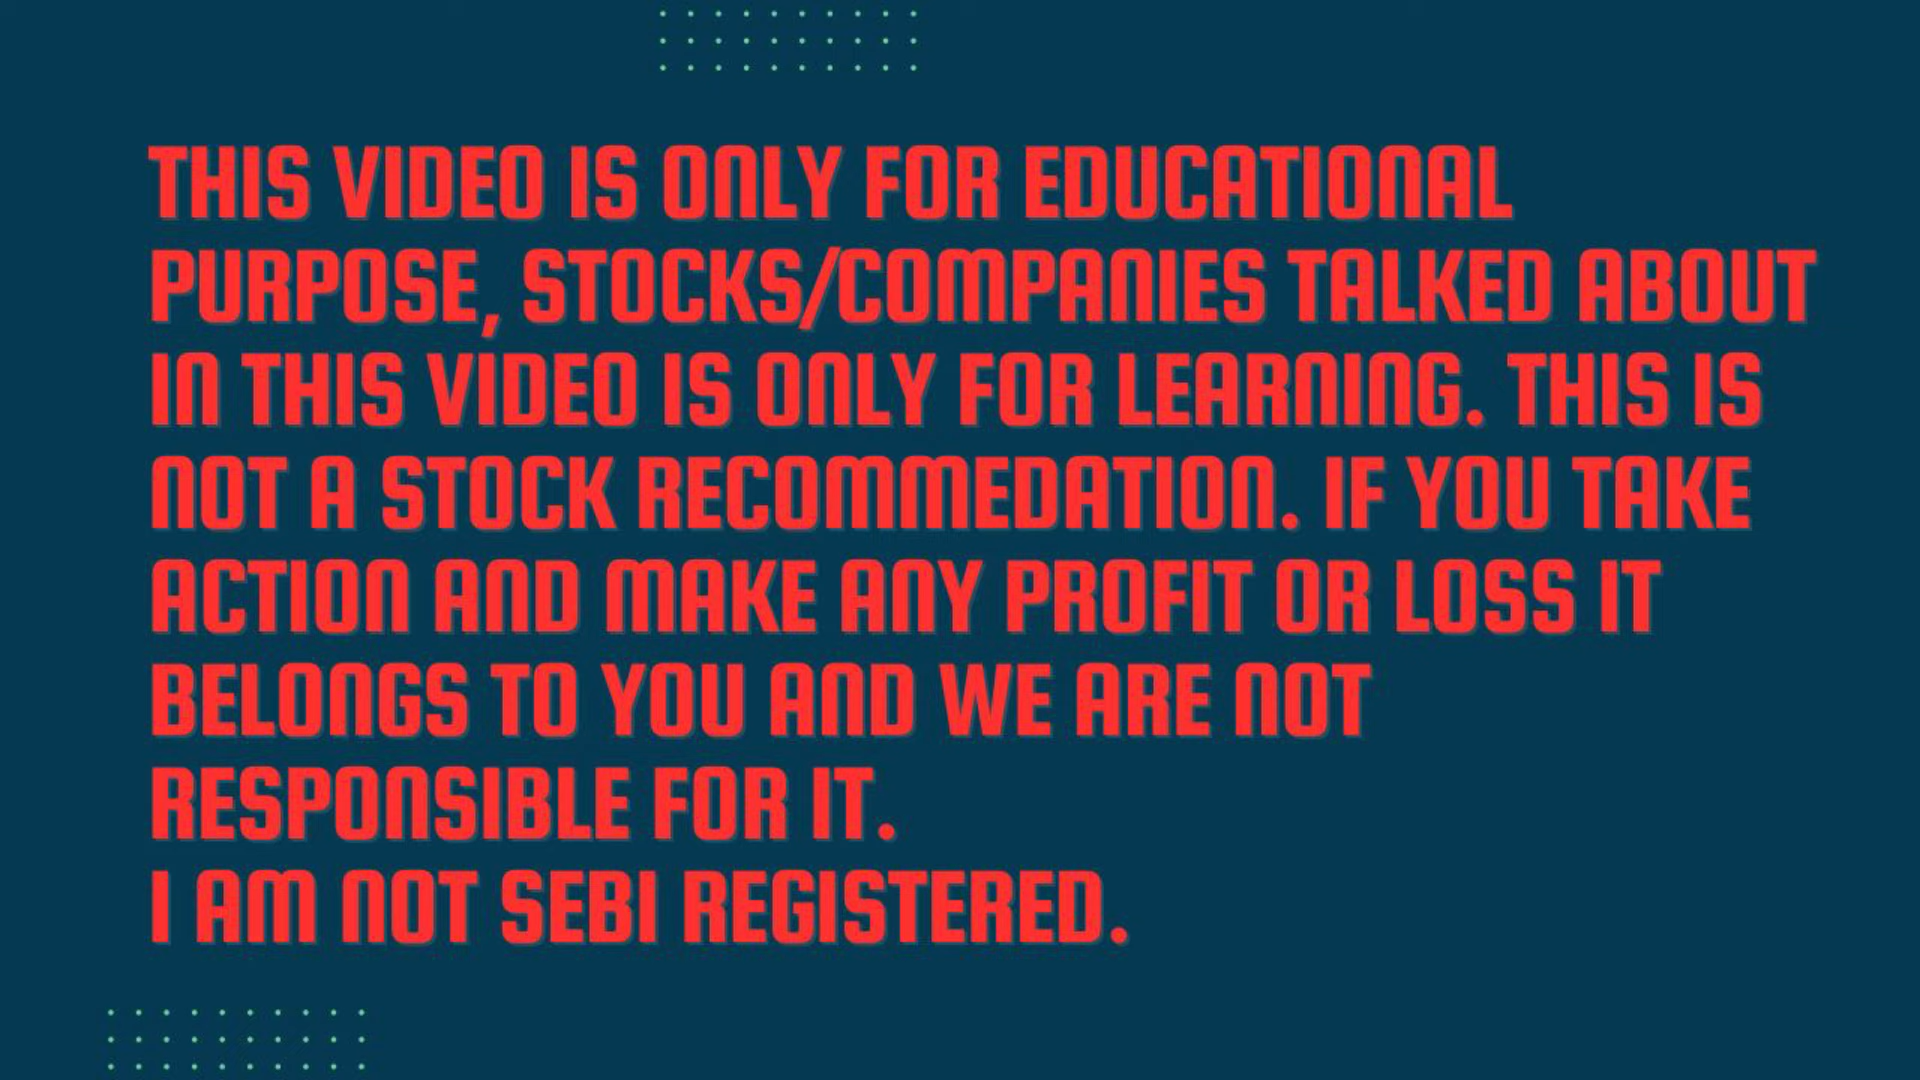 THIS VIDEO IS ONLY FOR EDUCATIONAL
PURPOSE, STOCKS/COMPANIES TALKED ABOUT
IN THIS VIDEO IS ONLY FOR LEARNING. THIS IS
NOT A STOCK RECOMMEDATION. IF YOU TAKE
ACTION AND MAKE ANY PROFIT OR LOSS IT
BELONGS TO YOU AND WE ARE NOT
RESPONSIBLE FOR IT.
I AM NOT SEBI REGISTERED.